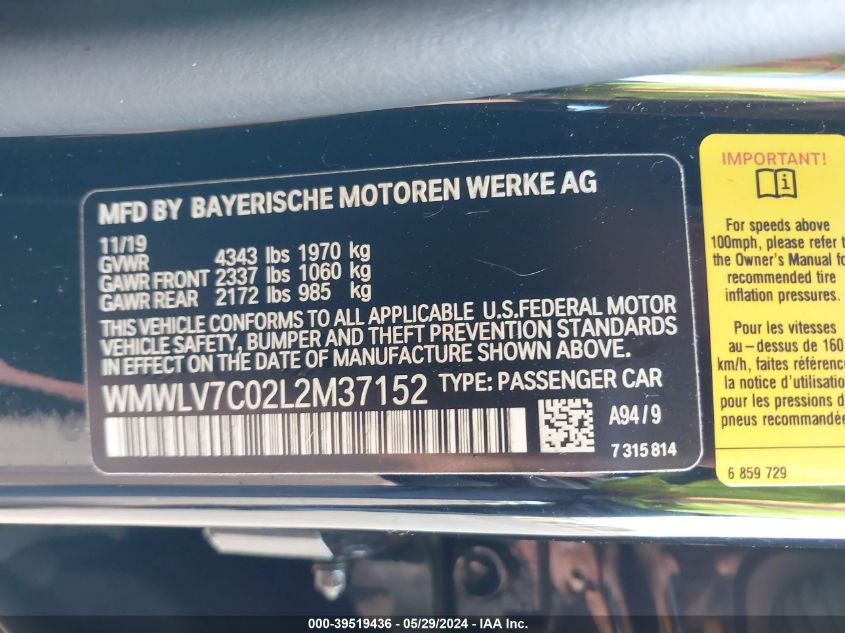 MFD BY BAYERISCHE MOTOREN WERKE AG
11/19
GVWR 4343 lbs 1970 kg
GAWR FRONT 2337 lbs 1060 kg
GAWR REAR 2172 lbs 985 kg
THIS VEHICLE CONFORMS TO ALL APPLICABLE U.S.FEDERAL MOTOR
VEHICLE SAFETY, BUMPER AND THEFT PREVENTION STANDARDS
IN EFFECT ON THE DATE OF MANUFACTURE SHOWN ABOVE.
WMWLV7C02L2M37152 TYPE: PASSENGER CAR
A94/9
7 315 814
IMPORTANT!
For speeds above
100mph, please refer t
the Owner's Manual fo
recommended tire
inflation pressures.
Pour les vitesses
au-dessus de 160
km/h, faites référence
la notice d'utilisation
pour les pressions d
pneus recommandée
6 859 729
000-39519436 - 05/29/2024 - IAA Inc.